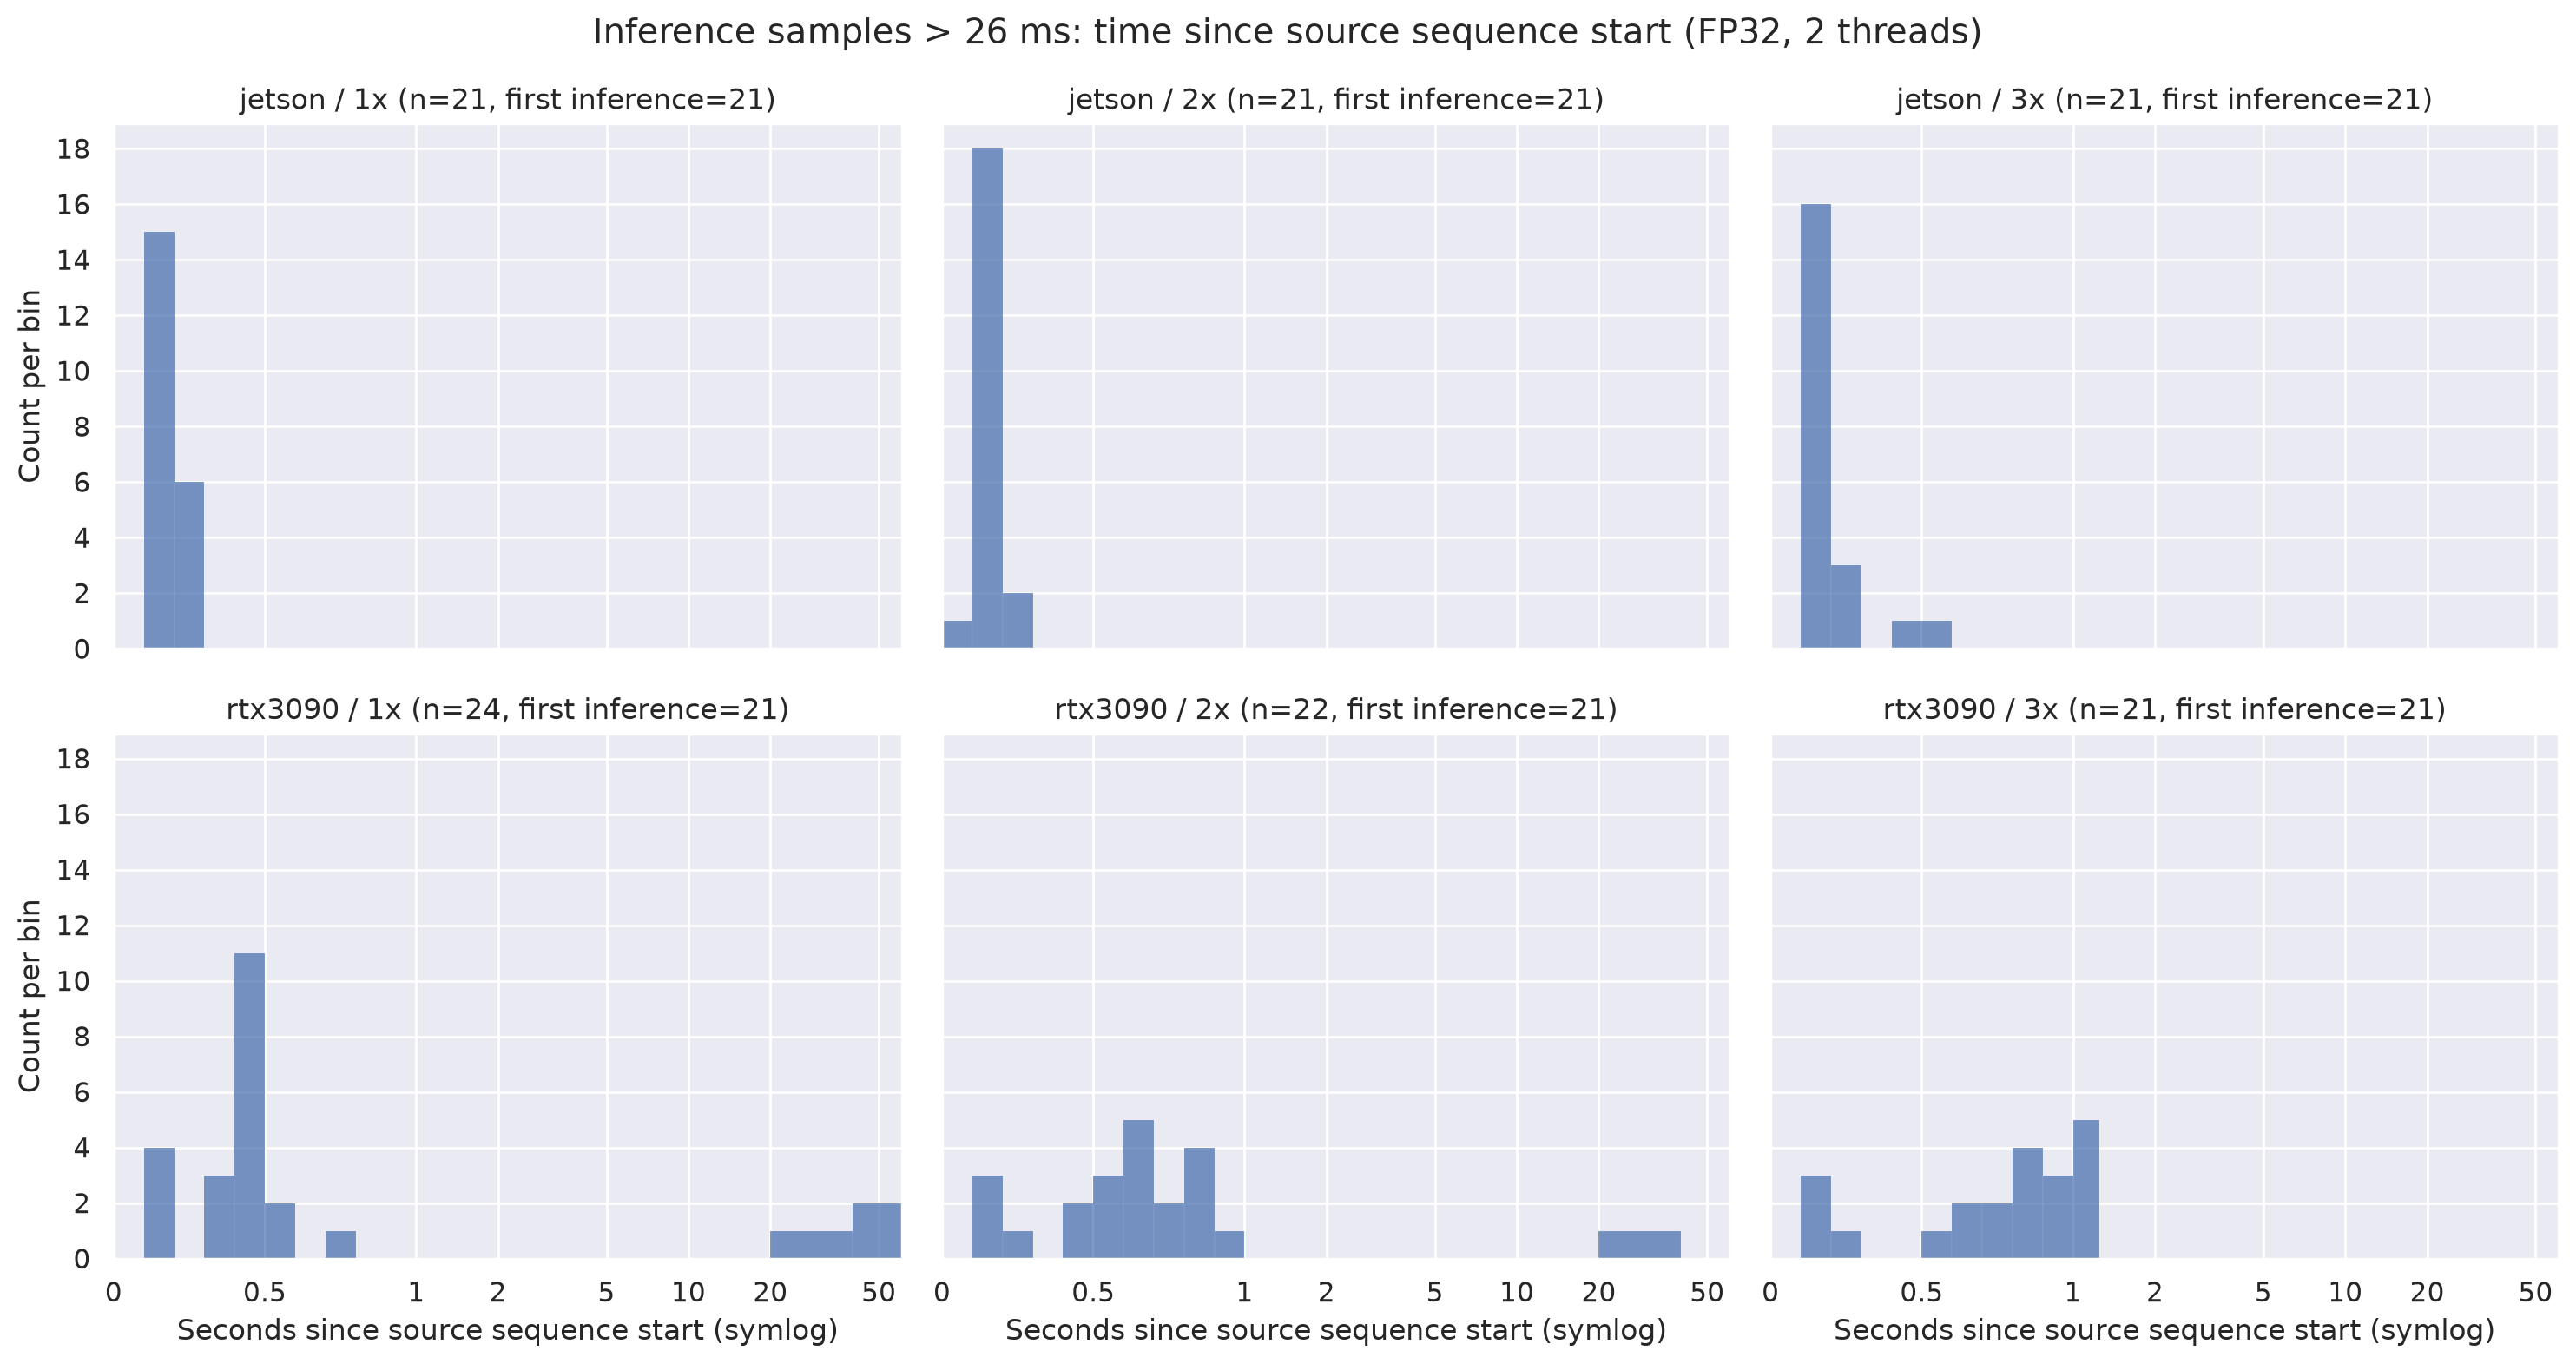 Inference samples > 26 ms: time since source sequence start (FP32, 2 threads)
jetson / 1x (n=21, first inference=21)
jetson / 2x (n=21, first inference=21)
jetson / 3x (n=21, first inference=21)
Count per bin
18
16
14
12
10
8
6
4
2
0
rtx3090 / 1x (n=24, first inference=21)
rtx3090 / 2x (n=22, first inference=21)
rtx3090 / 3x (n=21, first inference=21)
Count per bin
18
16
14
12
10
8
6
4
2
0
0 0.5 1 2 5 10 20 50
0 0.5 1 2 5 10 20 50
0 0.5 1 2 5 10 20 50
Seconds since source sequence start (symlog)
Seconds since source sequence start (symlog)
Seconds since source sequence start (symlog)